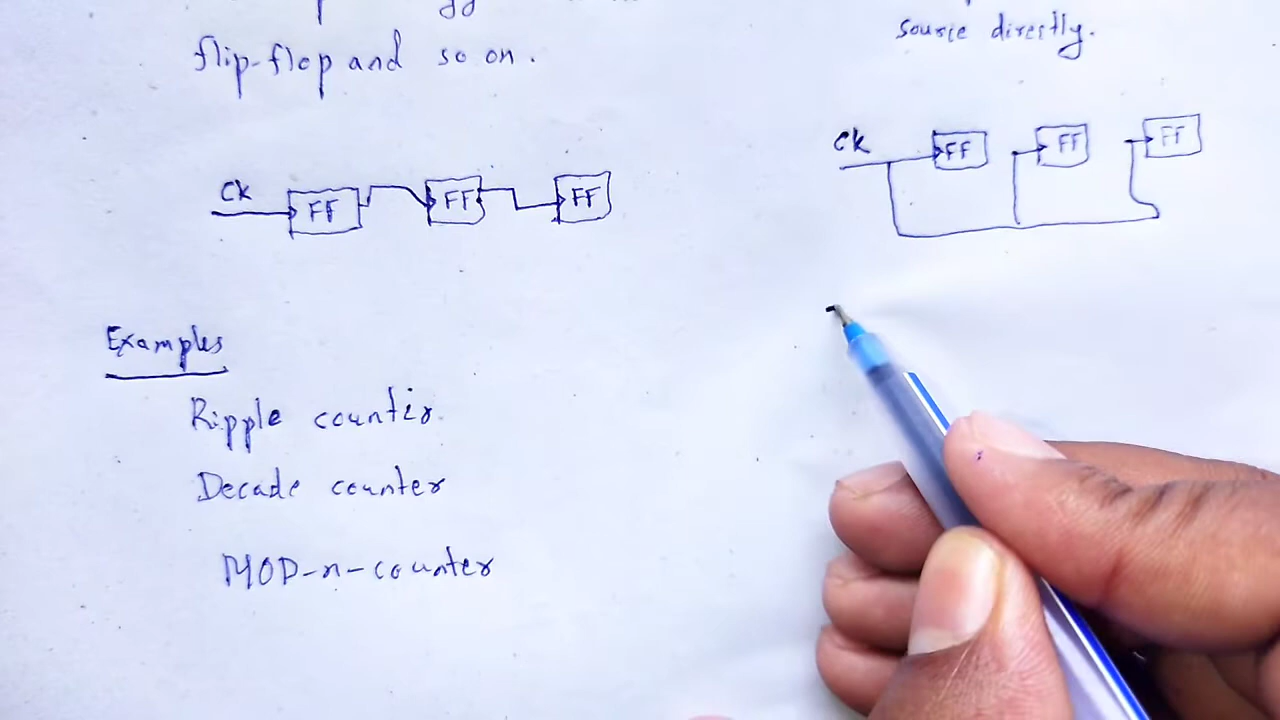 flip-flop and so on.
source directly.
Ck
FF
FF
FF
Ck
FF
FF
FF
Examples
Ripple counter
Decade counter
MOD-n-counter